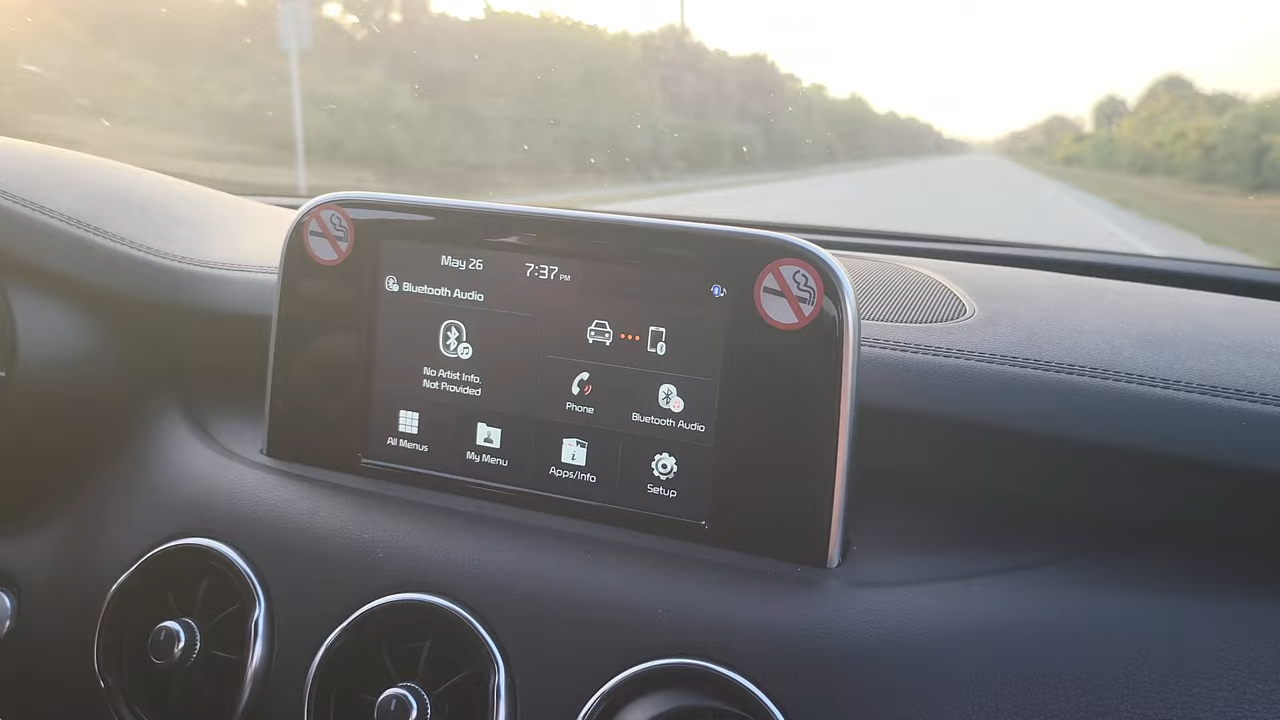 May 26
7:37 PM
Bluetooth Audio
No Artist Info.
Not Provided
Phone
Bluetooth Audio
All Menus
My Menu
Apps/Info
Setup